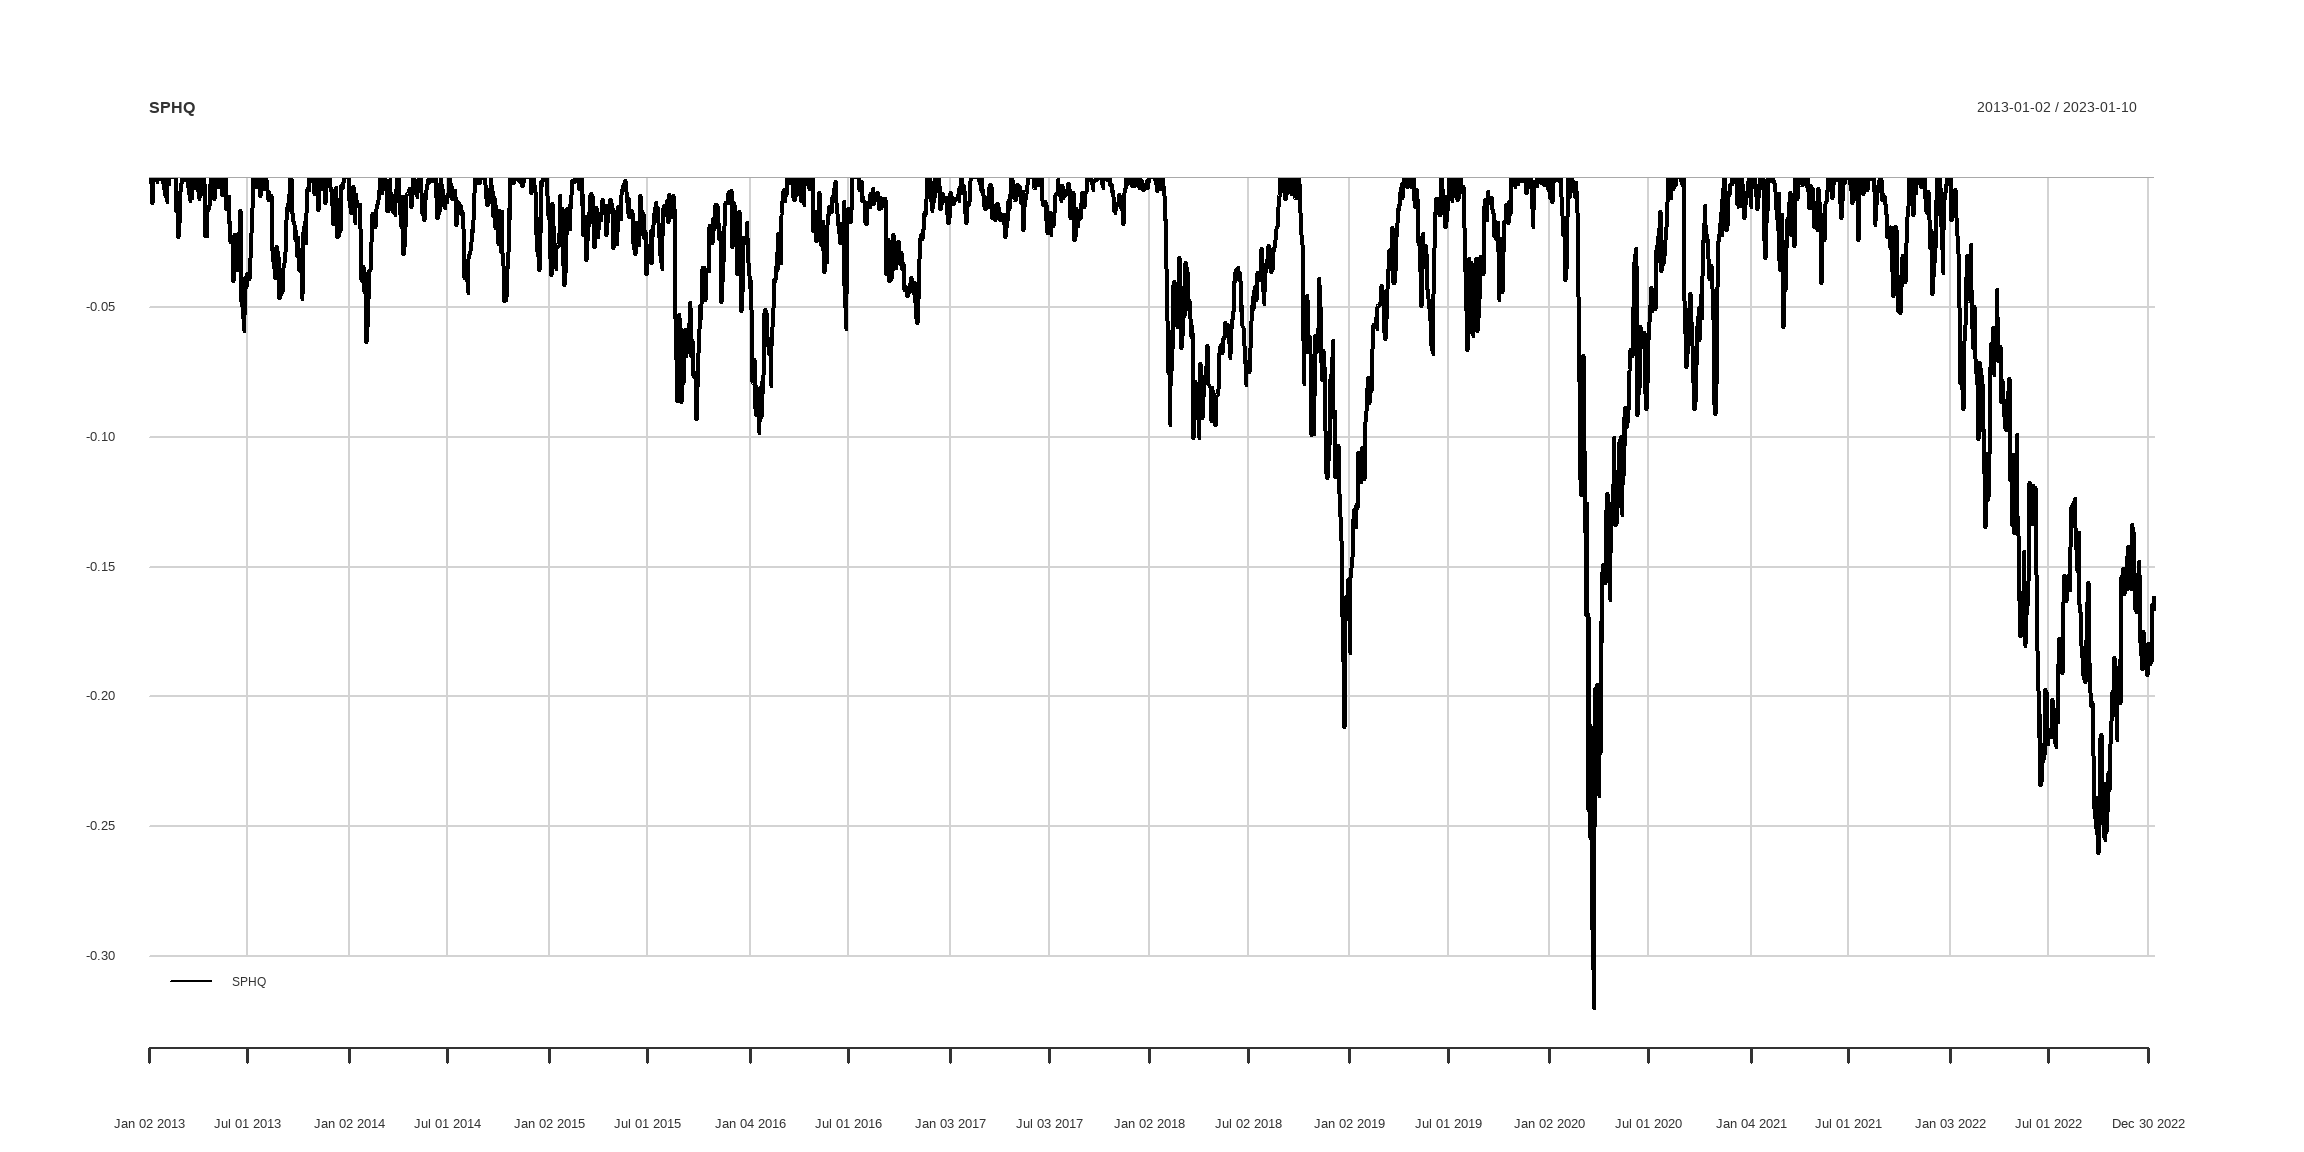 SPHQ
2013-01-02 / 2023-01-10
-0.05
-0.10
-0.15
-0.20
-0.25
-0.30
SPHQ
Jan 02 2013
Jul 01 2013
Jan 02 2014
Jul 01 2014
Jan 02 2015
Jul 01 2015
Jan 04 2016
Jul 01 2016
Jan 03 2017
Jul 03 2017
Jan 02 2018
Jul 02 2018
Jan 02 2019
Jul 01 2019
Jan 02 2020
Jul 01 2020
Jan 04 2021
Jul 01 2021
Jan 03 2022
Jul 01 2022
Dec 30 2022